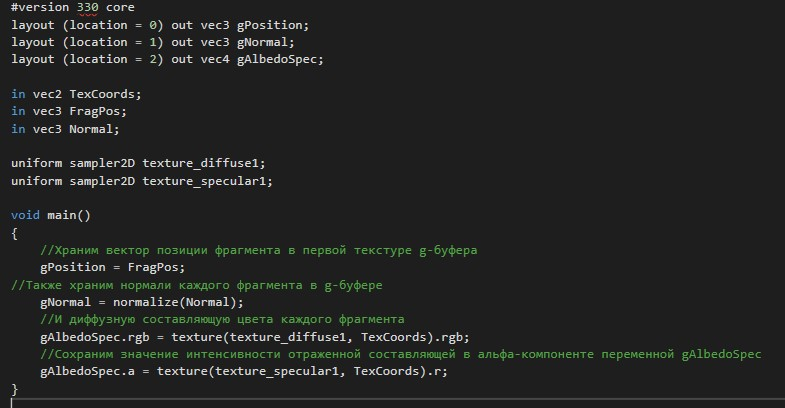 #version 330 core
layout (location = 0) out vec3 gPosition;
layout (location = 1) out vec3 gNormal;
layout (location = 2) out vec4 gAlbedoSpec;

in vec2 TexCoords;
in vec3 FragPos;
in vec3 Normal;

uniform sampler2D texture_diffuse1;
uniform sampler2D texture_specular1;

void main()
{
    //Храним вектор позиции фрагмента в первой текстуре g-буфера
    gPosition = FragPos;
//Также храним нормали каждого фрагмента в g-буфере
    gNormal = normalize(Normal);
    //И диффузную составляющую цвета каждого фрагмента
    gAlbedoSpec.rgb = texture(texture_diffuse1, TexCoords).rgb;
    //Сохраним значение интенсивности отраженной составляющей в альфа-компоненте переменной gAlbedoSpec
    gAlbedoSpec.a = texture(texture_specular1, TexCoords).r;
}